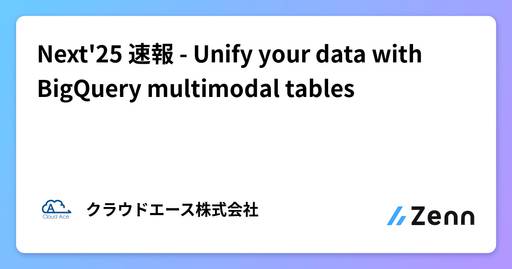 Next'25 速報 - Unify your data with
BigQuery multimodal tables
Cloud Ace
クラウドエース株式会社
Zenn